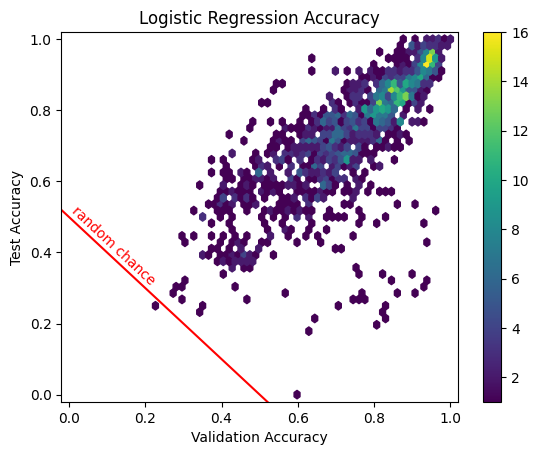 Logistic Regression Accuracy
Test Accuracy
1.0
0.8
0.6
0.4
0.2
0.0
random chance
0.0 0.2 0.4 0.6 0.8 1.0
Validation Accuracy
16
14
12
10
8
6
4
2